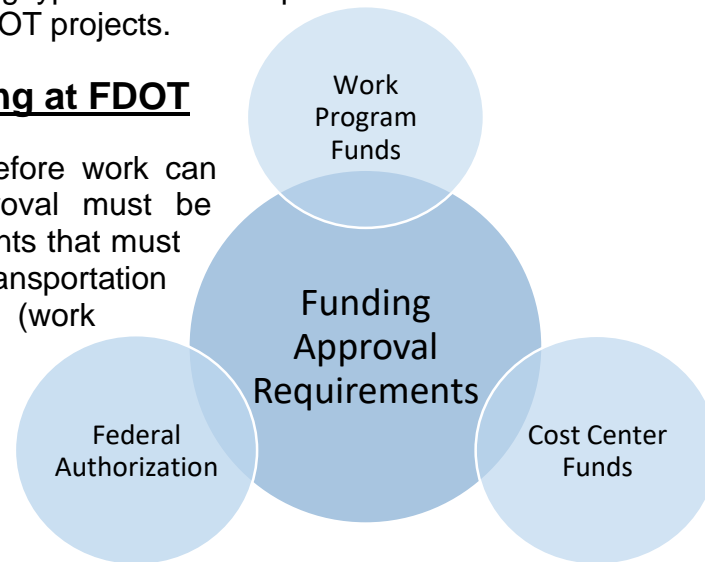 OT projects.
ng at FDOT
efore work can
roval must be
nts that must
ansportation
(work
Work
Program
Funds
Funding
Approval
Requirements
Federal
Authorization
Cost Center
Funds